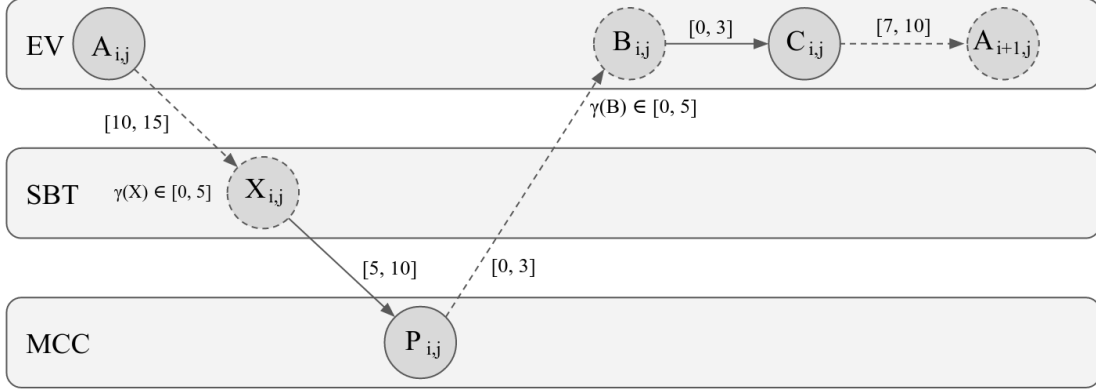 EV
A i,j
B i,j
[0, 3]
C i,j
[7, 10]
A i+1,j
[10, 15]
γ(B) ∈ [0, 5]
SBT
γ(X) ∈ [0, 5]
X i,j
[5, 10]
[0, 3]
MCC
P i,j